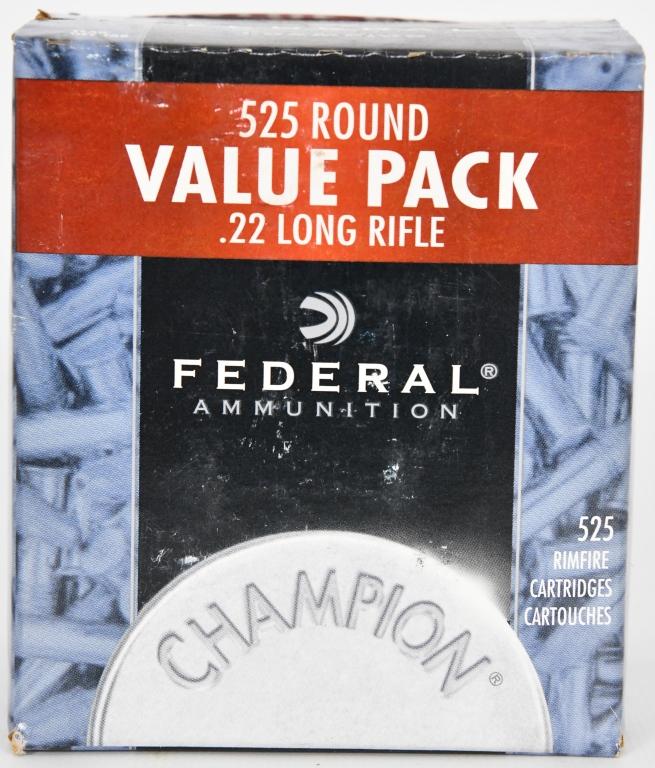 525 ROUND
VALUE PACK
.22 LONG RIFLE
FEDERAL®
AMMUNITION
525
RIMFIRE
CARTRIDGES
CARTOUCHES
CHAMPION®